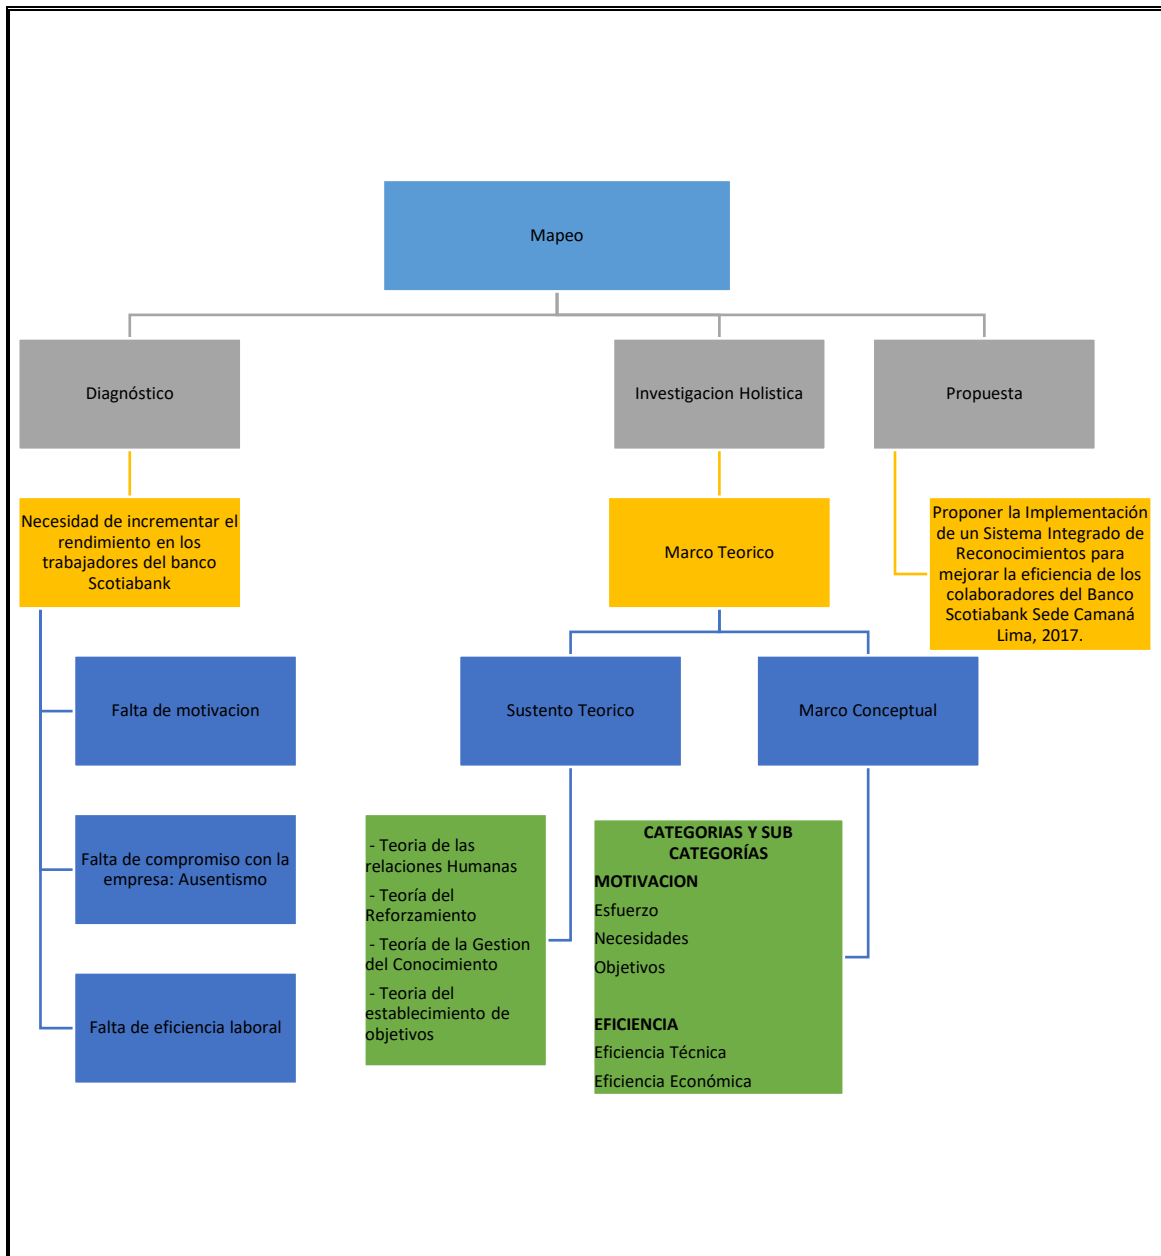 Mapeo
Diagnóstico
Investigacion Holistica
Propuesta
Necesidad de incrementar el
rendimiento en los
trabajadores del banco
Scotiabank
Marco Teorico
Proponer la Implementación
de un Sistema Integrado de
Reconocimientos para
mejorar la eficiencia de los
colaboradores del Banco
Scotiabank Sede Camaná
Lima, 2017.
Falta de motivacion
Sustento Teorico
Marco Conceptual
Falta de compromiso con la
empresa: Ausentismo
Falta de eficiencia laboral
- Teoria de las
relaciones Humanas
- Teoría del
Reforzamiento
- Teoría de la Gestion
del Conocimiento
- Teoria del
establecimiento de
objetivos
CATEGORIAS Y SUB
CATEGORÍAS
MOTIVACION
Esfuerzo
Necesidades
Objetivos
EFICIENCIA
Eficiencia Técnica
Eficiencia Económica